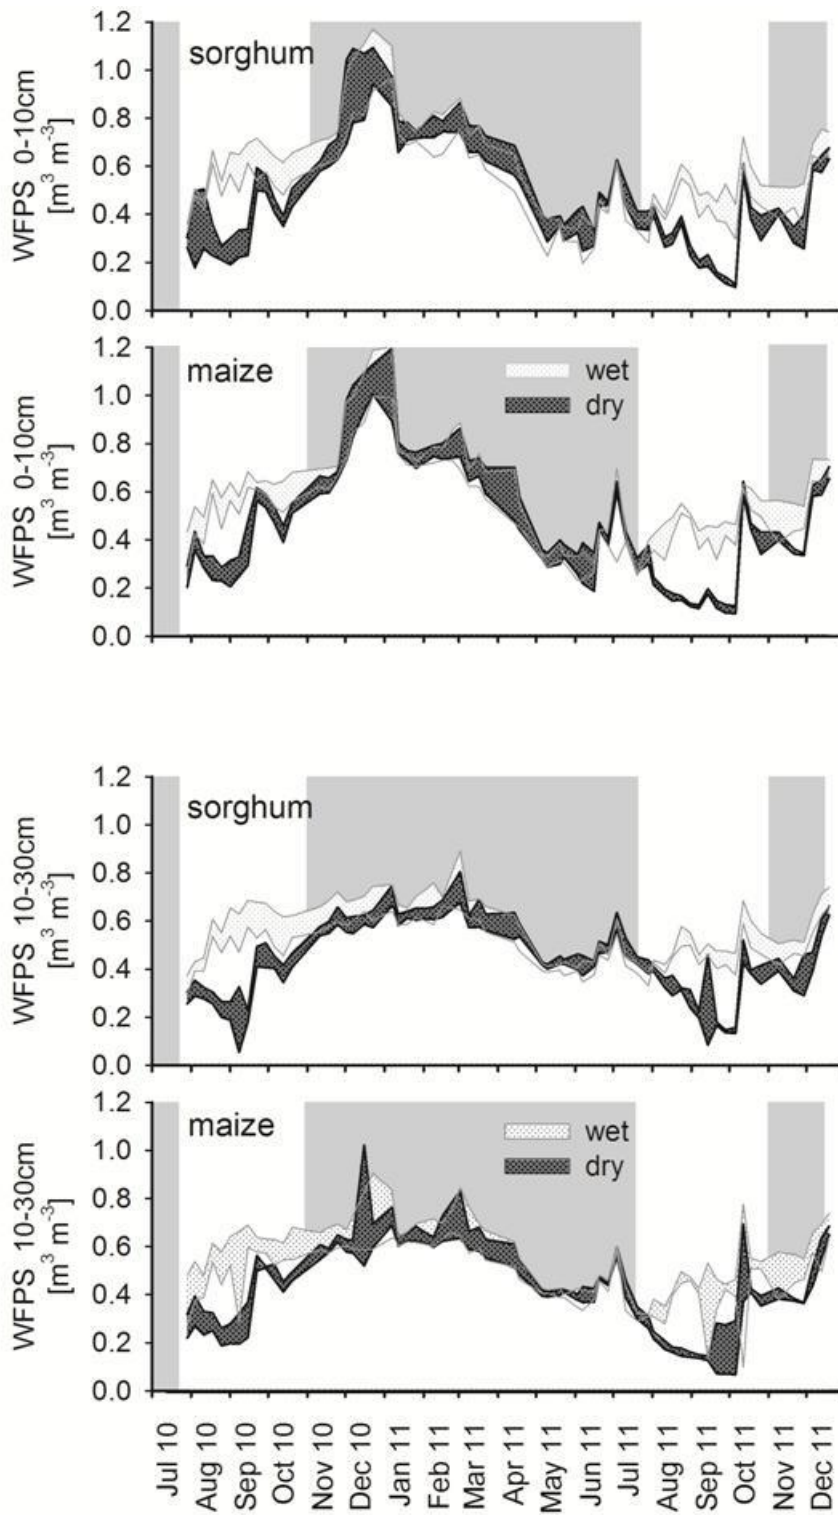 1.2
sorghum
1.0
0.8
0.6
0.4
0.2
0.0
WFPS 0-10cm
[m³ m⁻³]
1.2
maize
wet
1.0
dry
0.8
0.6
0.4
0.2
0.0
WFPS 0-10cm
[m³ m⁻³]
1.2
sorghum
1.0
0.8
0.6
0.4
0.2
0.0
WFPS 10-30cm
[m³ m⁻³]
1.2
maize
wet
1.0
dry
0.8
0.6
0.4
0.2
0.0
WFPS 10-30cm
[m³ m⁻³]
Jul 10
Aug 10
Sep 10
Oct 10
Nov 10
Dec 10
Jan 11
Feb 11
Mar 11
Apr 11
May 11
Jun 11
Jul 11
Aug 11
Sep 11
Oct 11
Nov 11
Dec 11